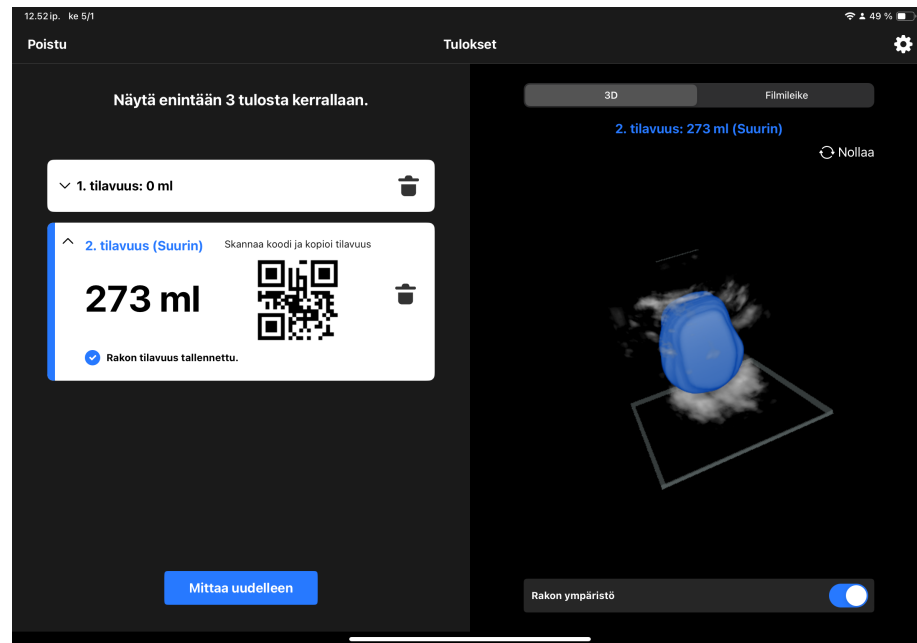 12.52 ip. ke 5/1
49 %
Poistu
Tulokset
Näytä enintään 3 tulosta kerrallaan.
1. tilavuus: 0 ml
2. tilavuus (Suurin)
Skannaa koodi ja kopioi tilavuus
273 ml
Rakon tilavuus tallennettu.
Mittaa uudelleen
3D
Filmileike
2. tilavuus: 273 ml (Suurin)
Nollaa
Rakon ympäristö